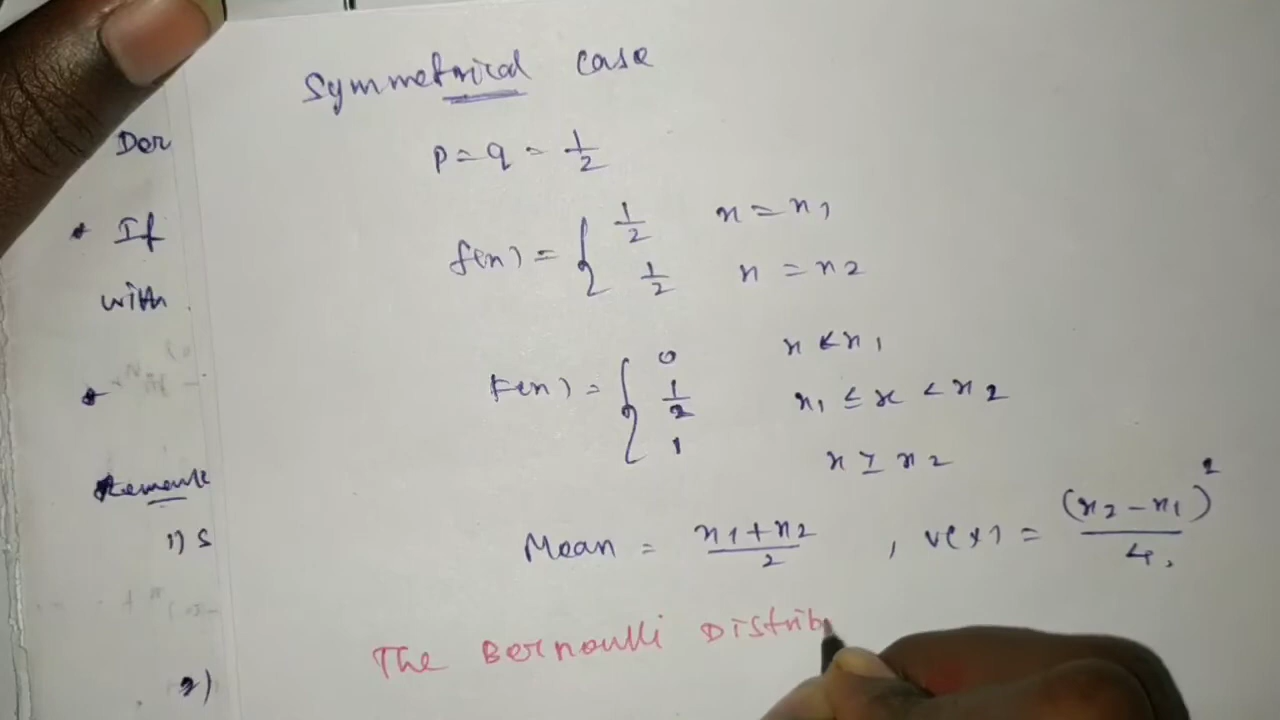 Symmetrical case
p = q = 1/2
f(x) = { 1/2 x = x1
1/2 x = x2
F(x) = { 0 x < x1
1/2 x1 ≤ x < x2
1 x ≥ x2
Mean = x1+x2/2 , V(x) = (x2-x1)²/4.
The Bernoulli Distrib
Der
* If
with
*
Remark
1) S
2)